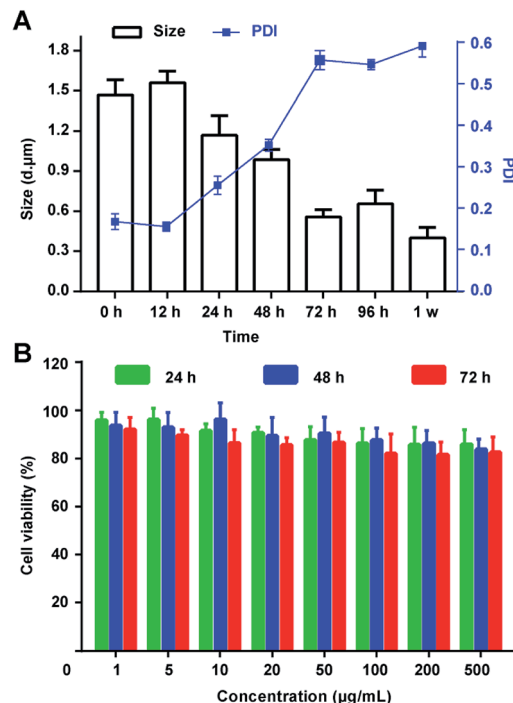 A
Size PDI
1.8
1.5
1.2
0.9
0.6
0.3
0.0
Size (d.µm)
0.6
0.5
0.4
0.3
0.2
0.1
0.0
PDI
0 h 12 h 24 h 48 h 72 h 96 h 1 w
Time
B
24 h 48 h 72 h
120
100
80
60
40
20
0
Cell viability (%)
1 5 10 20 50 100 200 500
Concentration (µg/mL)